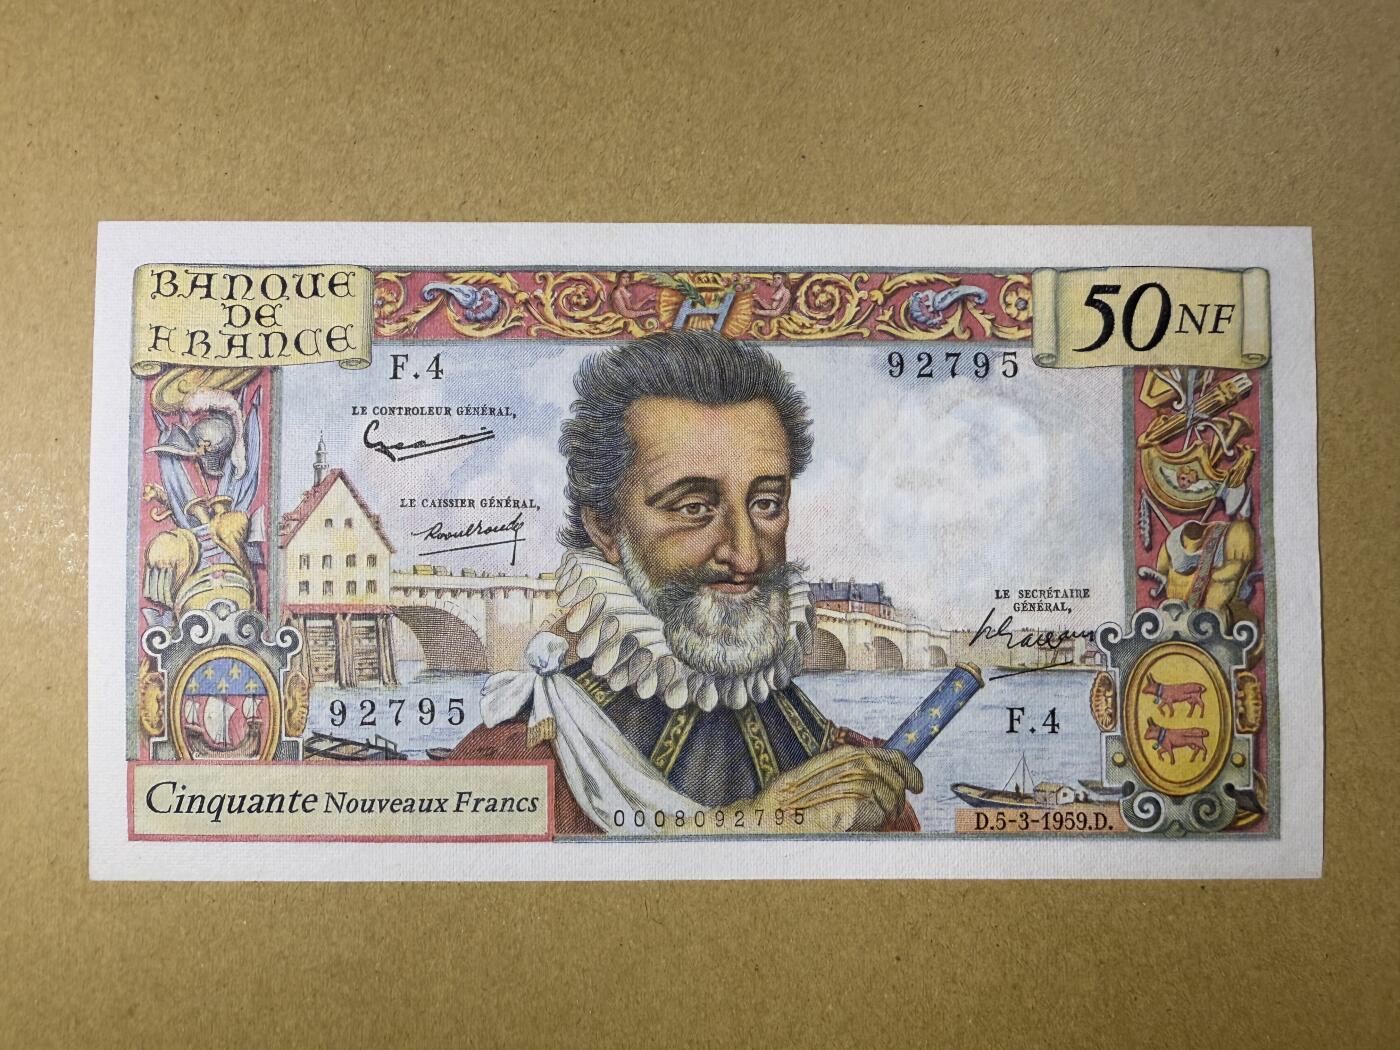 BANQUE
DE
FRANCE
50 NF
F.4
92795
LE CONTROLEUR GÉNÉRAL,
LE CAISSIER GÉNÉRAL,
LE SECRÉTAIRE
GÉNÉRAL,
92795
F.4
Cinquante Nouveaux Francs
0008092795
D.5-3-1959.D.